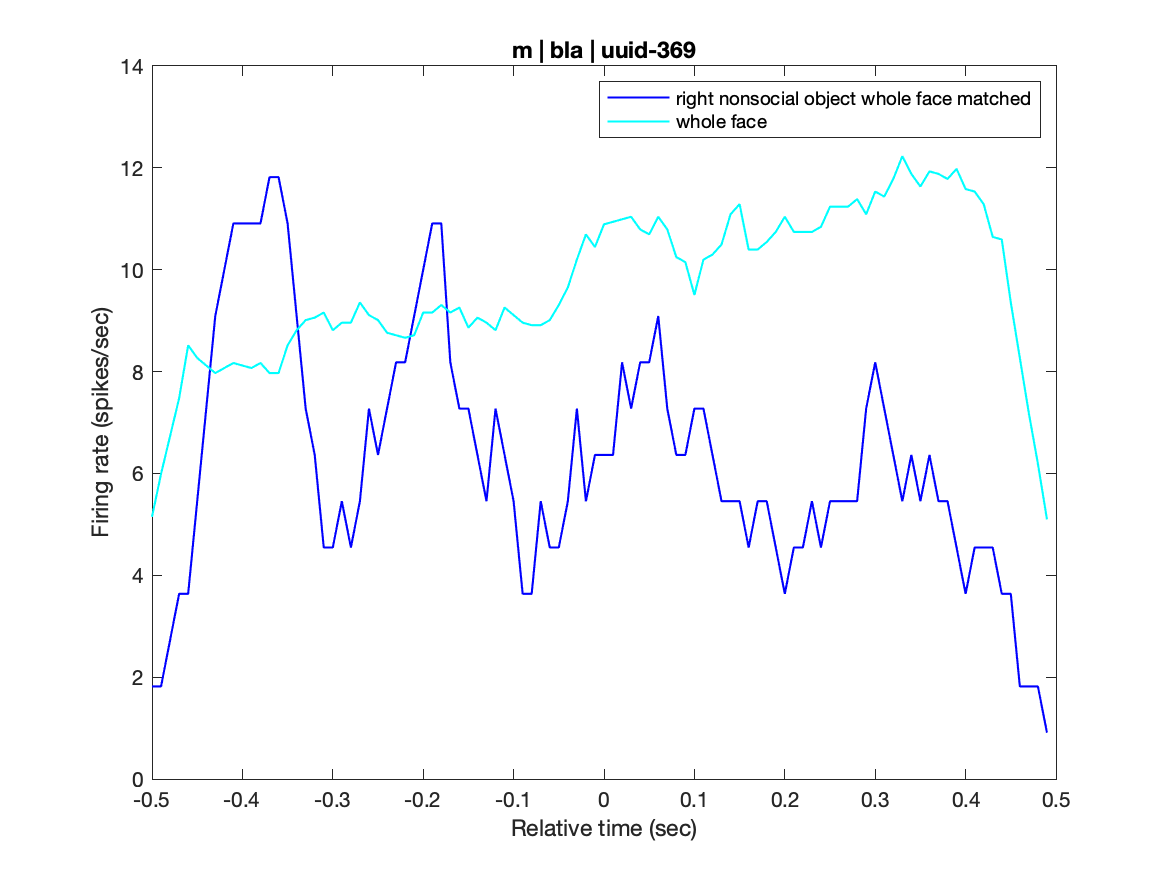 m | bla | uuid-369
right nonsocial object whole face matched
whole face
Firing rate (spikes/sec)
14
12
10
8
6
4
2
0
-0.5 -0.4 -0.3 -0.2 -0.1 0 0.1 0.2 0.3 0.4 0.5
Relative time (sec)